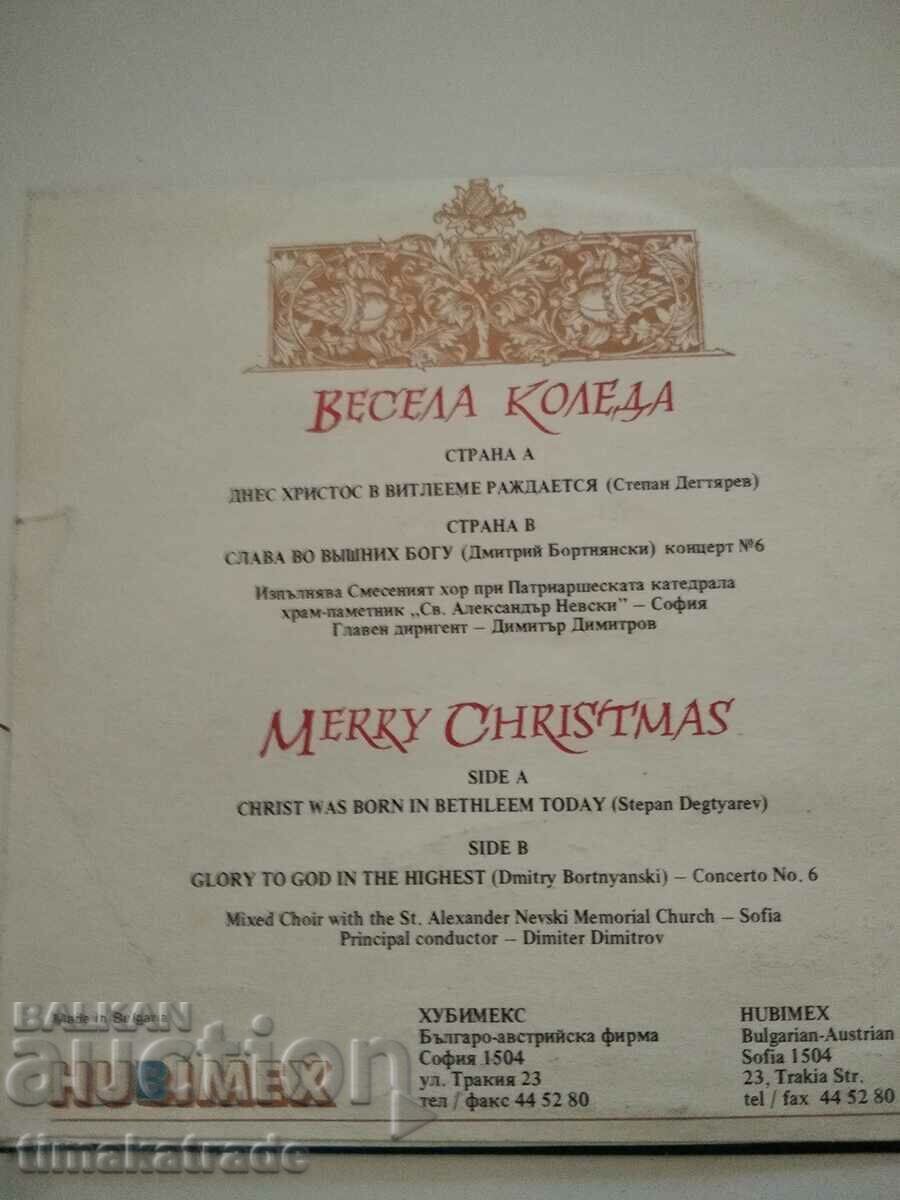 ВЕСЕЛА КОЛЕДА
СТРАНА А
ДНЕС ХРИСТОС В ВИТЛЕЕМЕ РАЖДАЕТСЯ (Степан Дегтярев)
СТРАНА В
СЛАВА ВО ВЫШНИХ БОГУ (Дмитрий Бортнянски) концерт №6
Изпълнява Смесеният хор при Патриаршеската катедрала
храм-паметник „Св. Александър Невски" – София
Главен диригент – Димитър Димитров
MERRY CHRISTMAS
SIDE A
CHRIST WAS BORN IN BETHLEEM TODAY (Stepan Degtyarev)
SIDE B
GLORY TO GOD IN THE HIGHEST (Dmitry Bortnyanski) – Concerto No. 6
Mixed Choir with the St. Alexander Nevski Memorial Church – Sofia
Principal conductor – Dimiter Dimitrov
Made in Bulgaria
HUBIMEX
ХУБИМЕКС
Българо-австрийска фирма
София 1504
ул. Тракия 23
тел / факс 44 52 80
HUBIMEX
Bulgarian-Austrian
Sofia 1504
23, Trakia Str.
tel / fax 44 52 80
BALKAN
auction
timakatrade